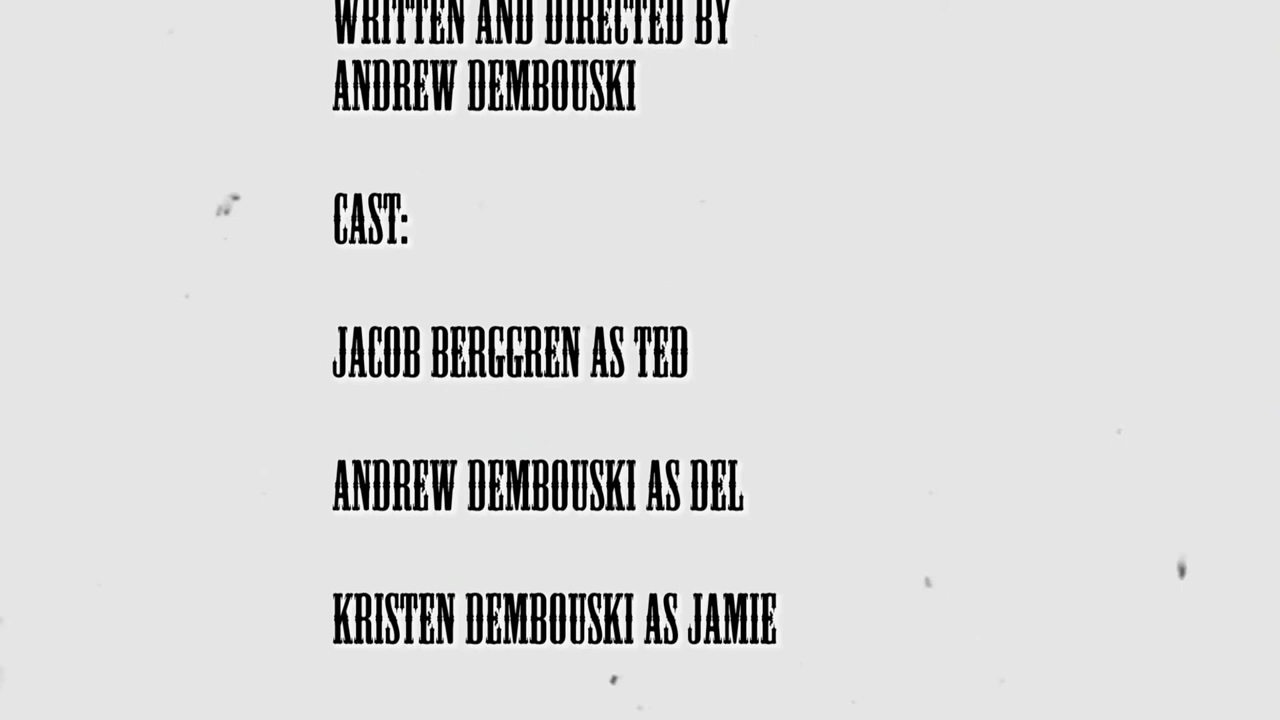 WRITTEN AND DIRECTED BY
ANDREW DEMBOUSKI
CAST:
JACOB BERGGREN AS TED
ANDREW DEMBOUSKI AS DEL
KRISTEN DEMBOUSKI AS JAMIE